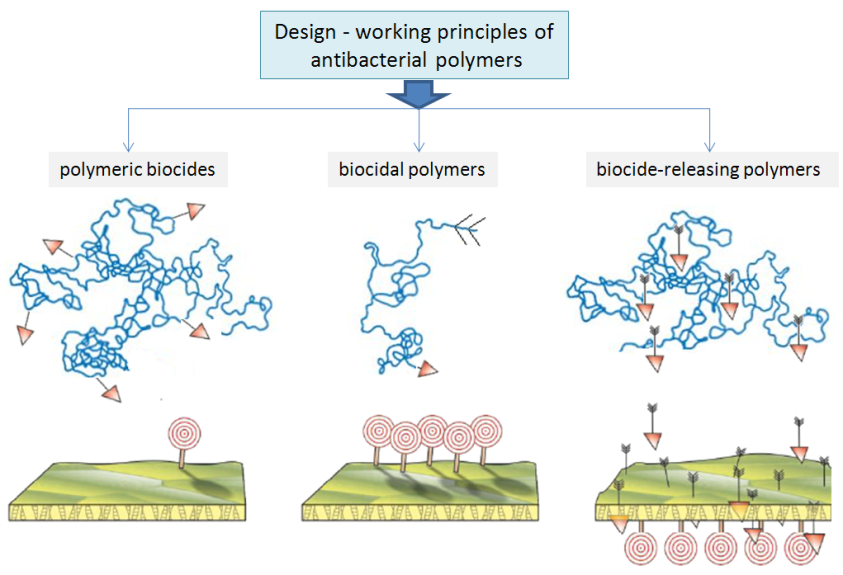 Design - working principles of
antibacterial polymers
polymeric biocides
biocidal polymers
biocide-releasing polymers